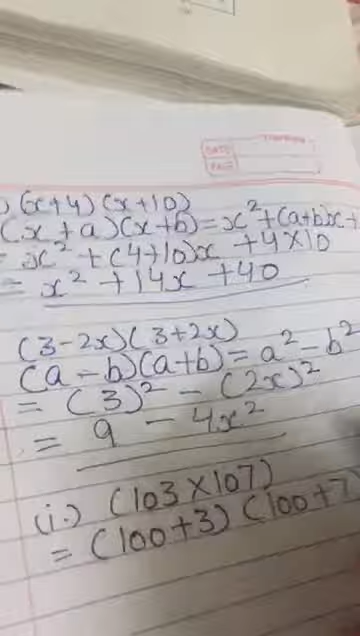 DATE
PAGE
) (x+4) (x+10)
(x+a)(x+b)=x²+(a+b)x+
= x² + (4+10)x + 4×10
= x² + 14x + 40
(3-2x)(3+2x)
(a-b)(a+b) = a² - b²
= (3)² - (2x)²
= 9 - 4x²
(i.) (103×107)
= (100+3) (100+7